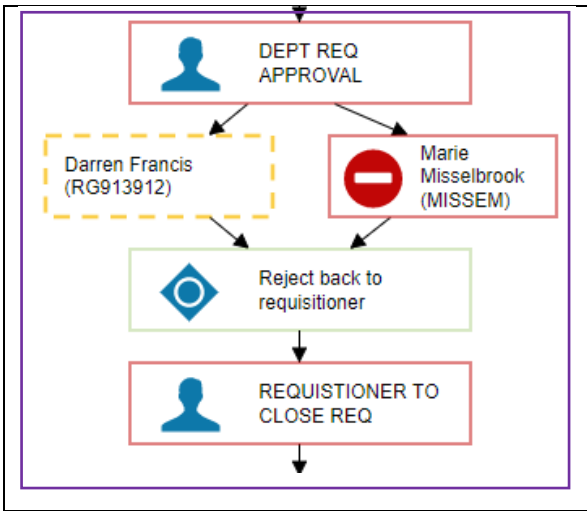 DEPT REQ
APPROVAL
Darren Francis
(RG913912)
Marie
Misselbrook
(MISSEM)
Reject back to
requisitioner
REQUISTIONER TO
CLOSE REQ